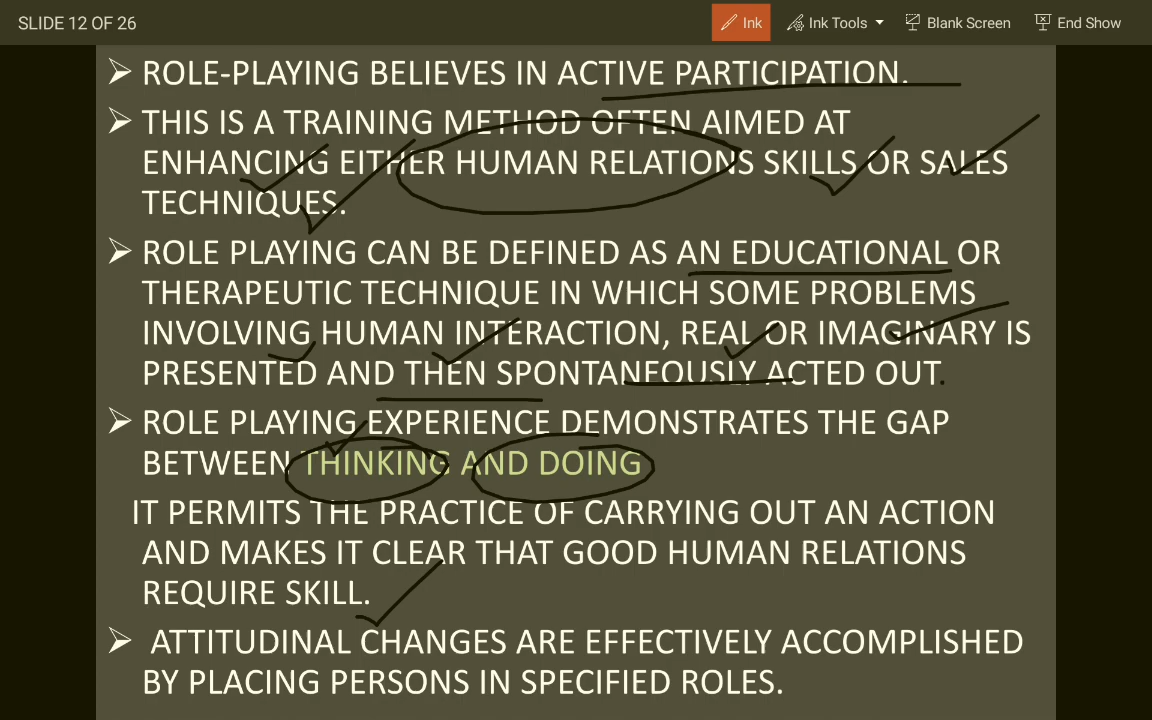 SLIDE 12 OF 26
Ink
Ink Tools
Blank Screen
End Show
ROLE-PLAYING BELIEVES IN ACTIVE PARTICIPATION.
THIS IS A TRAINING METHOD OFTEN AIMED AT
ENHANCING EITHER HUMAN RELATIONS SKILLS OR SALES
TECHNIQUES.
ROLE PLAYING CAN BE DEFINED AS AN EDUCATIONAL OR
THERAPEUTIC TECHNIQUE IN WHICH SOME PROBLEMS
INVOLVING HUMAN INTERACTION, REAL OR IMAGINARY IS
PRESENTED AND THEN SPONTANEOUSLY ACTED OUT.
ROLE PLAYING EXPERIENCE DEMONSTRATES THE GAP
BETWEEN THINKING AND DOING
IT PERMITS THE PRACTICE OF CARRYING OUT AN ACTION
AND MAKES IT CLEAR THAT GOOD HUMAN RELATIONS
REQUIRE SKILL.
ATTITUDINAL CHANGES ARE EFFECTIVELY ACCOMPLISHED
BY PLACING PERSONS IN SPECIFIED ROLES.